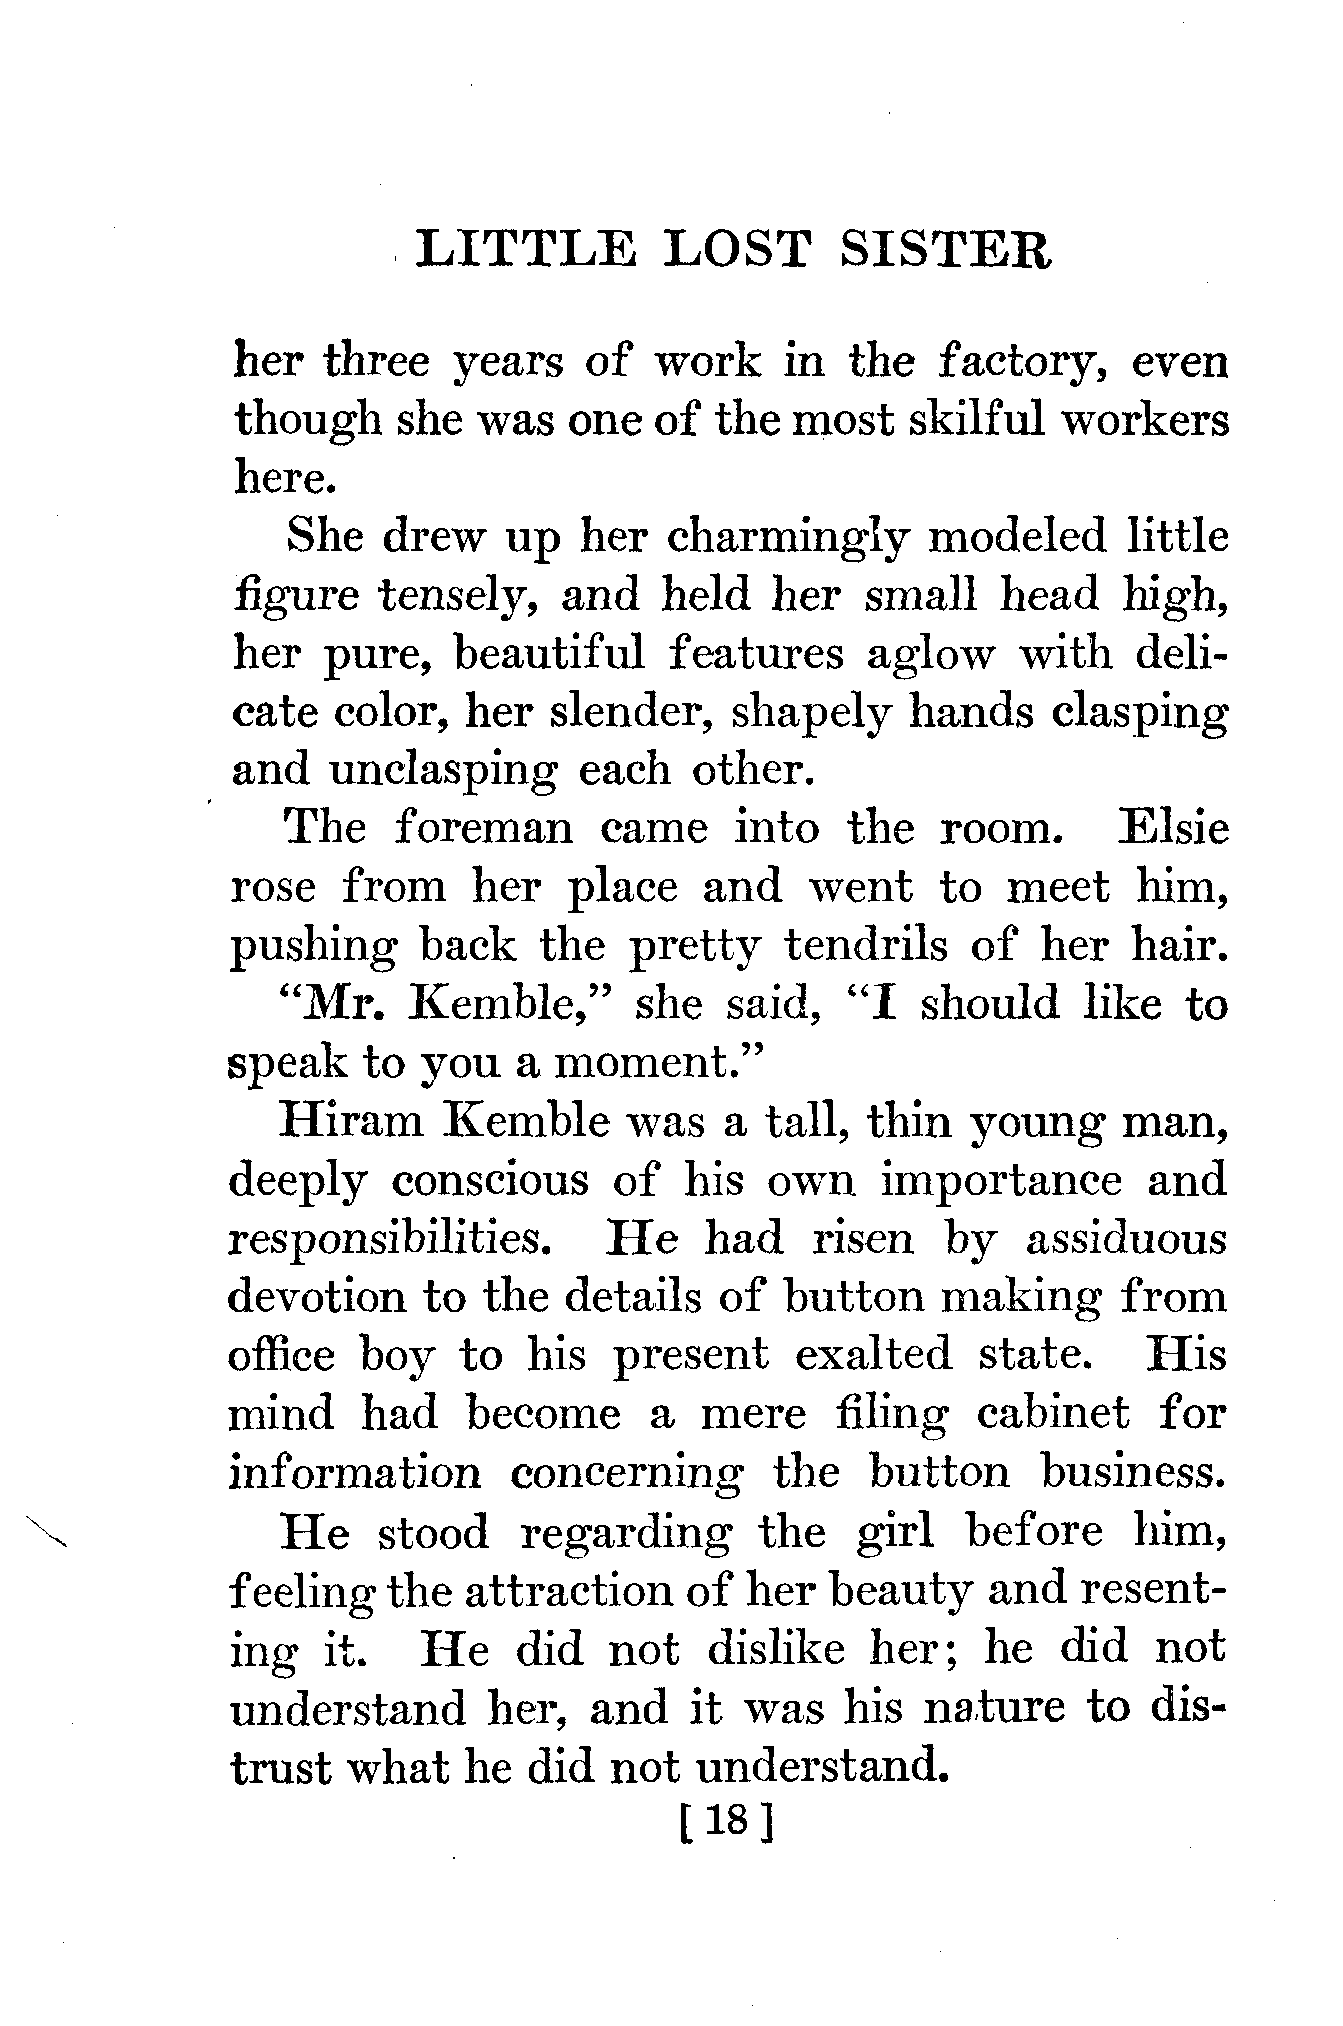 LITTLE LOST SISTER
her three years of work in the factory, even
though she was one of the most skilful workers
here.
She drew up her charmingly modeled little
figure tensely, and held her small head high,
her pure, beautiful features aglow with deli-
cate color, her slender, shapely hands clasping
and unclasping each other.
The foreman came into the room. Elsie
rose from her place and went to meet him,
pushing back the pretty tendrils of her hair.
“Mr. Kemble,” she said, “I should like to
speak to you a moment.”
Hiram Kemble was a tall, thin young man,
deeply conscious of his own importance and
responsibilities. He had risen by assiduous
devotion to the details of button making from
office boy to his present exalted state. His
mind had become a mere filing cabinet for
information concerning the button business.
He stood regarding the girl before him,
feeling the attraction of her beauty and resent-
ing it. He did not dislike her; he did not
understand her, and it was his nature to dis-
trust what he did not understand.
[ 18 ]